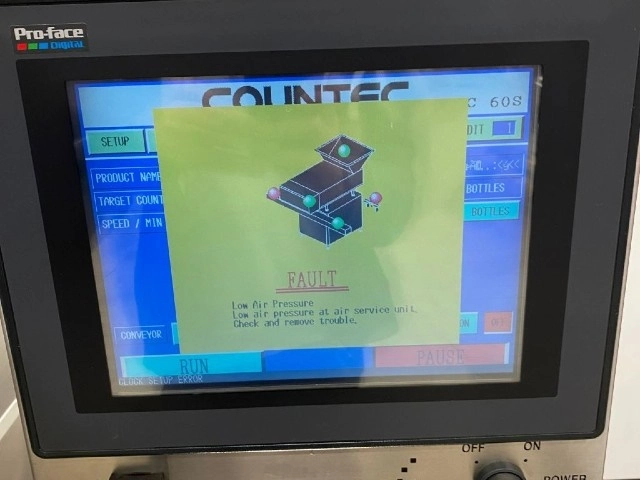 Pro-face
DIGITAL
COUNTEC
C 60S
SETUP
DIT 1
PRODUCT NAME
TARGET COUNT
BOTTLES
SPEED / MIN
BOTTLES
FAULT
Low Air Pressure
Low air pressure at air service unit.
Check and remove trouble.
CONVEYOR
ON
OFF
RUN
PAUSE
CLOCK SETUP ERROR
OFF
ON
POWER